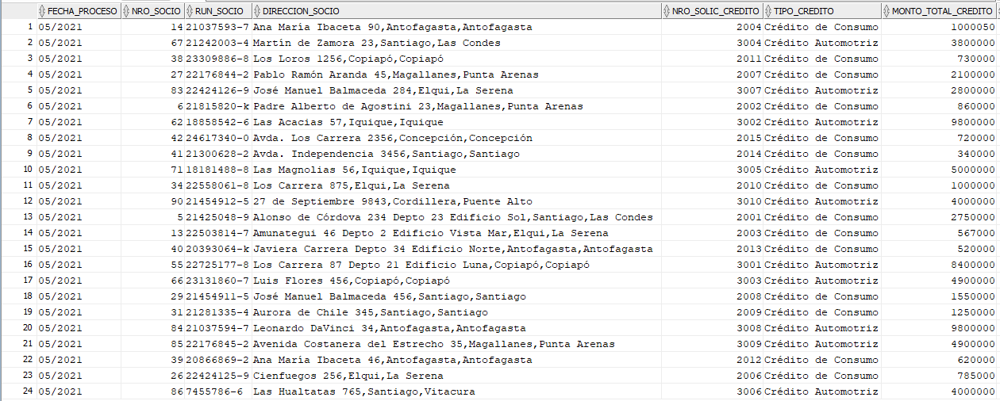 FECHA_PROCESO NRO_SOCIO RUN_SOCIO DIRECCION_SOCIO NRO_SOLIC_CREDITO TIPO_CREDITO MONTO_TOTAL_CREDITO
1 05/2021 14 21037593-7 Ana María Ibaceta 90,Antofagasta,Antofagasta 2004 Crédito de Consumo 1000050
2 05/2021 67 21242003-4 Martín de Zamora 23,Santiago,Las Condes 3004 Crédito Automotriz 3800000
3 05/2021 38 23309886-8 Los Loros 1256,Copiapó,Copiapó 2011 Crédito de Consumo 730000
4 05/2021 27 22176844-2 Pablo Ramón Aranda 45,Magallanes,Punta Arenas 2007 Crédito de Consumo 2100000
5 05/2021 83 22424126-9 José Manuel Balmaceda 284,Elqui,La Serena 3007 Crédito Automotriz 2800000
6 05/2021 6 21815820-k Padre Alberto de Agostini 23,Magallanes,Punta Arenas 2002 Crédito de Consumo 860000
7 05/2021 62 18858542-6 Las Acacias 57,Iquique,Iquique 3002 Crédito Automotriz 9800000
8 05/2021 42 24617340-0 Avda. Los Carrera 2356,Concepción,Concepción 2015 Crédito de Consumo 720000
9 05/2021 41 21300628-2 Avda. Independencia 3456,Santiago,Santiago 2014 Crédito de Consumo 340000
10 05/2021 71 18181488-8 Las Magnolias 56,Iquique,Iquique 3005 Crédito Automotriz 5000000
11 05/2021 34 22558061-8 Los Carrera 875,Elqui,La Serena 2010 Crédito de Consumo 1000000
12 05/2021 90 21454912-5 27 de Septiembre 9843,Cordillera,Puente Alto 3010 Crédito Automotriz 4000000
13 05/2021 5 21425048-9 Alonso de Córdova 234 Depto 23 Edificio Sol,Santiago,Las Condes 2001 Crédito de Consumo 2750000
14 05/2021 13 22503814-7 Amunategui 46 Depto 2 Edificio Vista Mar,Elqui,La Serena 2003 Crédito de Consumo 567000
15 05/2021 40 20393064-k Javiera Carrera Depto 34 Edificio Norte,Antofagasta,Antofagasta 2013 Crédito de Consumo 520000
16 05/2021 55 22725177-8 Los Carrera 87 Depto 21 Edificio Luna,Copiapó,Copiapó 3001 Crédito Automotriz 8400000
17 05/2021 66 23131860-7 Luis Flores 456,Copiapó,Copiapó 3003 Crédito Automotriz 4900000
18 05/2021 29 21454911-5 José Manuel Balmaceda 456,Santiago,Santiago 2008 Crédito de Consumo 1550000
19 05/2021 31 21281335-4 Aurora de Chile 345,Santiago,Santiago 2009 Crédito de Consumo 1250000
20 05/2021 84 21037594-7 Leonardo DaVinci 34,Antofagasta,Antofagasta 3008 Crédito Automotriz 9800000
21 05/2021 85 22176845-2 Avenida Costanera del Estrecho 35,Magallanes,Punta Arenas 3009 Crédito Automotriz 4900000
22 05/2021 39 20866869-2 Ana María Ibaceta 46,Antofagasta,Antofagasta 2012 Crédito de Consumo 620000
23 05/2021 26 22424125-9 Cienfuegos 256,Elqui,La Serena 2006 Crédito de Consumo 785000
24 05/2021 86 7455786-6 Las Hualtatas 765,Santiago,Vitacura 3006 Crédito Automotriz 4000000